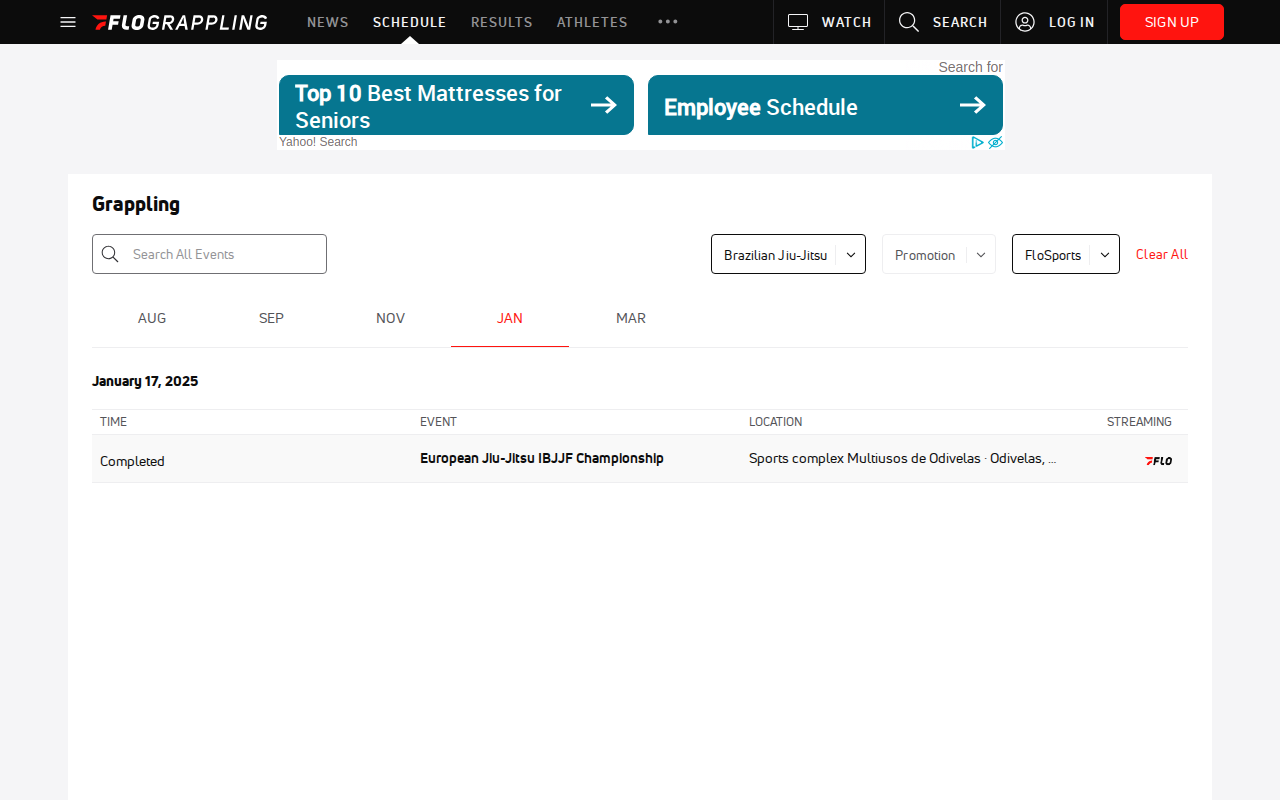 FLOGRAPPLING NEWS SCHEDULE RESULTS ATHLETES WATCH SEARCH LOG IN SIGN UP
Search for
Top 10 Best Mattresses for
Seniors
Employee Schedule
Yahoo! Search
Grappling
Search All Events
Brazilian Jiu-Jitsu
Promotion
FloSports
Clear All
AUG SEP NOV JAN MAR
January 17, 2025
TIME EVENT LOCATION STREAMING
Completed European Jiu-Jitsu IBJJF Championship Sports complex Multiusos de Odivelas · Odivelas, ... FLO